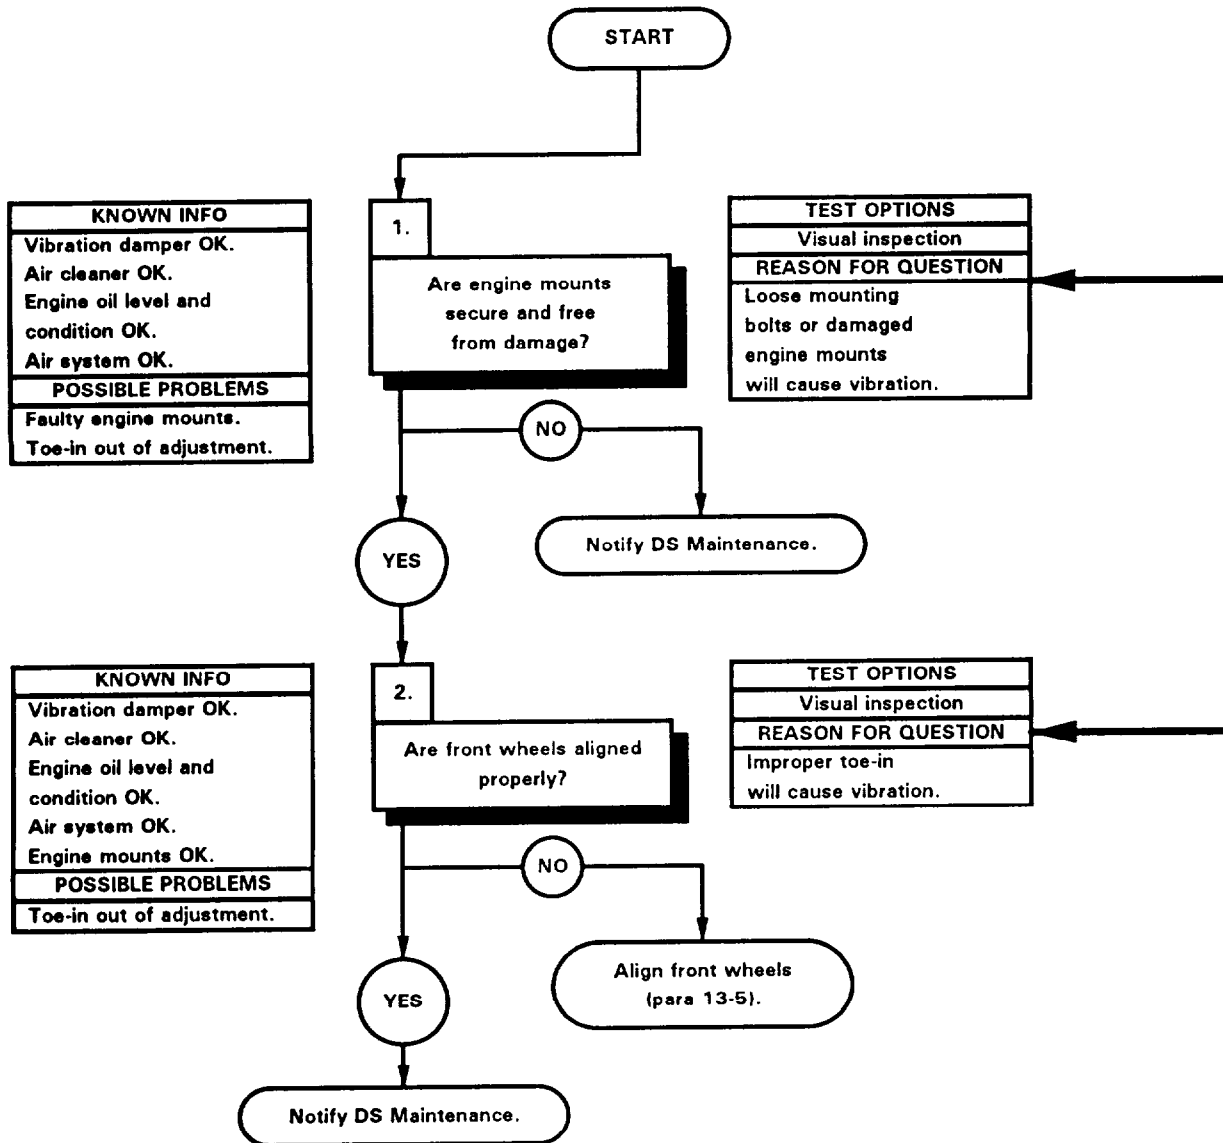 START
KNOWN INFO
Vibration damper OK.
Air cleaner OK.
Engine oil level and
condition OK.
Air system OK.
POSSIBLE PROBLEMS
Faulty engine mounts.
Toe-in out of adjustment.
1.
Are engine mounts
secure and free
from damage?
TEST OPTIONS
Visual inspection
REASON FOR QUESTION
Loose mounting
bolts or damaged
engine mounts
will cause vibration.
NO
YES
Notify DS Maintenance.
KNOWN INFO
Vibration damper OK.
Air cleaner OK.
Engine oil level and
condition OK.
Air system OK.
Engine mounts OK.
POSSIBLE PROBLEMS
Toe-in out of adjustment.
2.
Are front wheels aligned
properly?
TEST OPTIONS
Visual inspection
REASON FOR QUESTION
Improper toe-in
will cause vibration.
NO
YES
Align front wheels
(para 13-5).
Notify DS Maintenance.